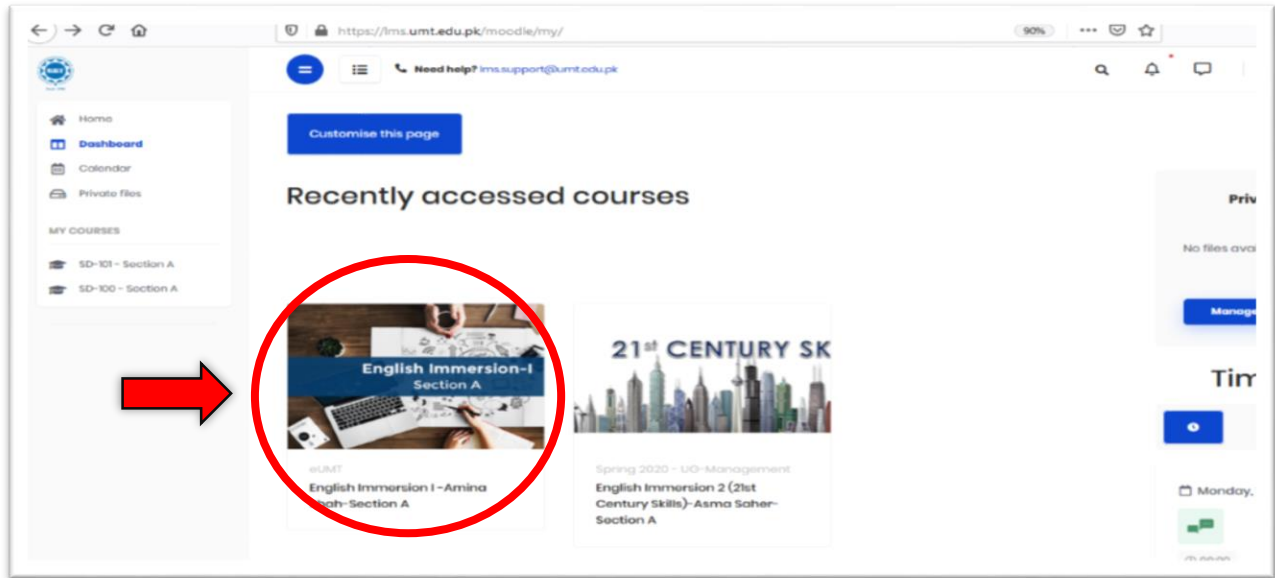 https://lms.umt.edu.pk/moodle/my/
90%
Need help? lms.support@umt.edu.pk
Home
Dashboard
Calendar
Private files
MY COURSES
SD-101 - Section A
SD-100 - Section A
Customise this page
Recently accessed courses
English Immersion-I
Section A
eUMT
English Immersion I -Amina
Shah-Section A
21st CENTURY SK
Spring 2020 - UG-Management
English Immersion 2 (21st
Century Skills)-Asma Saher-
Section A
Priv
No files avai
Manage
Tim
Monday,